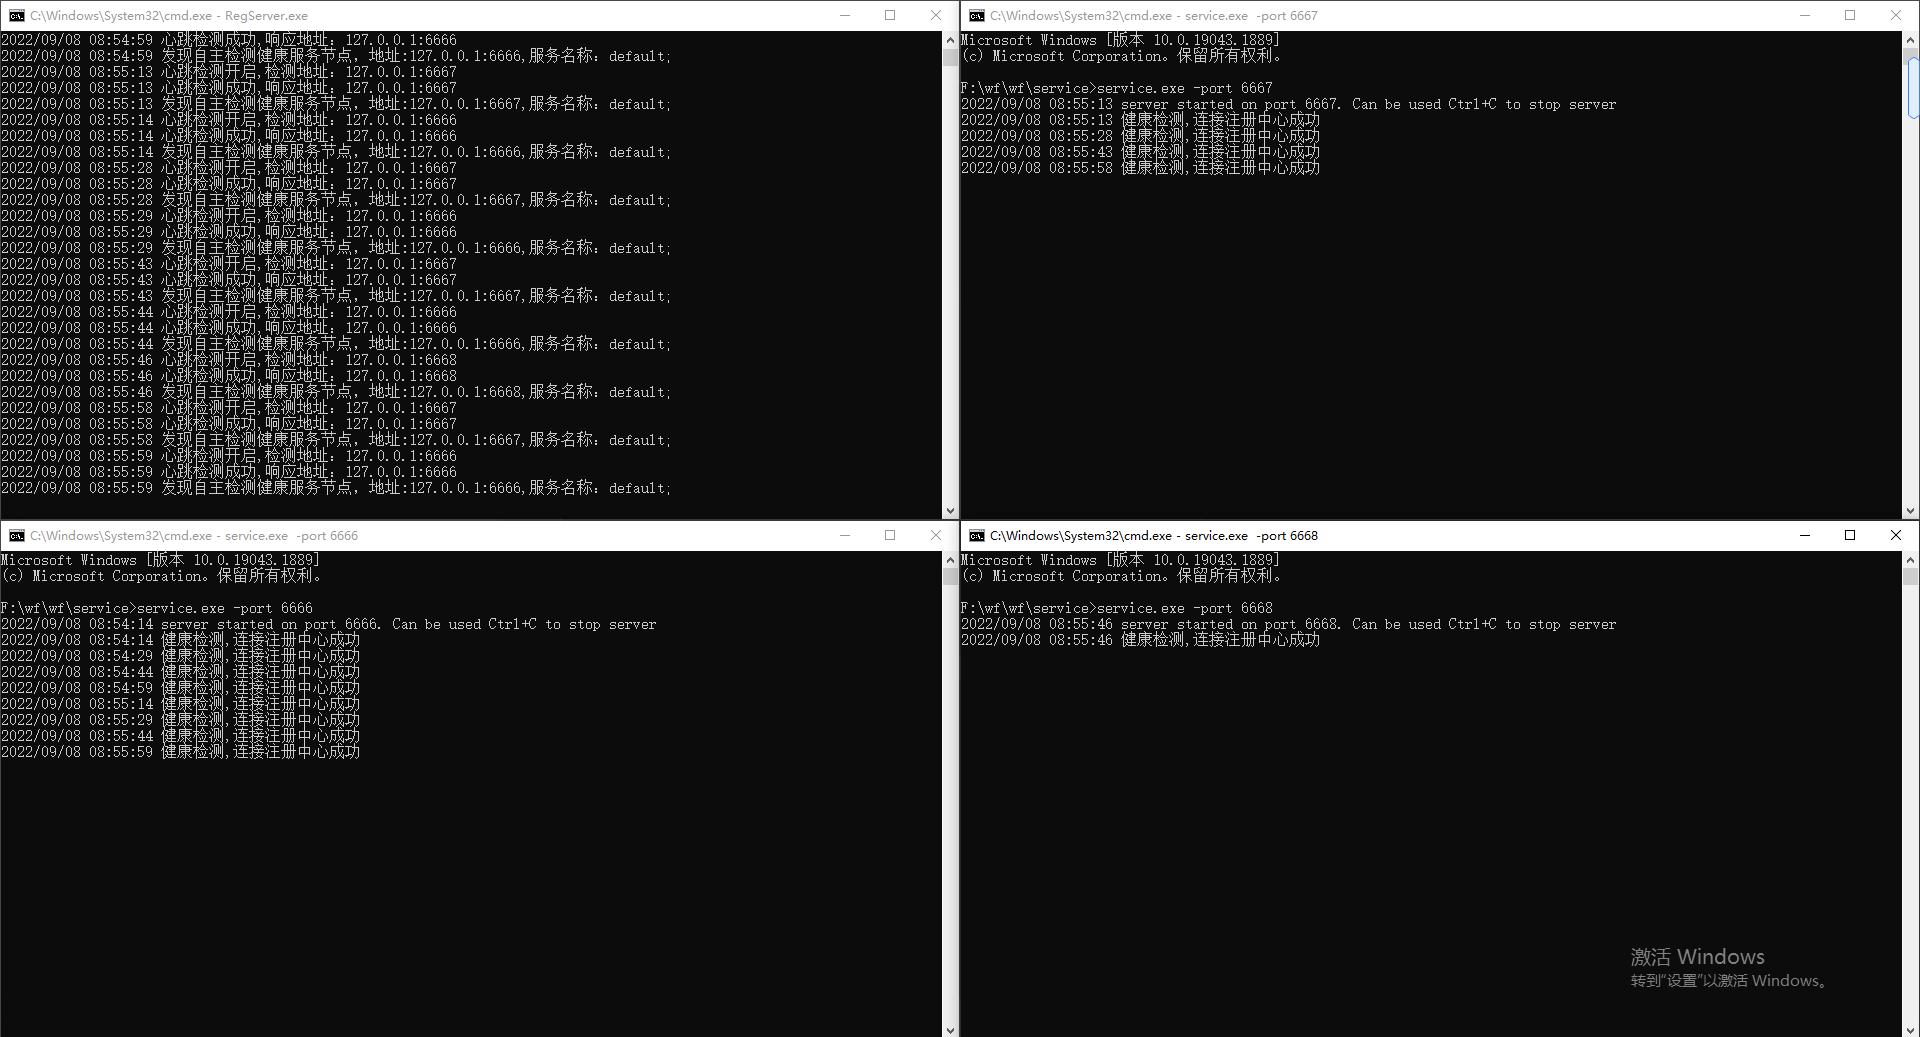 C:\Windows\System32\cmd.exe - RegServer.exe
2022/09/08 08:54:59 心跳检测成功,响应地址：127.0.0.1:6666
2022/09/08 08:54:59 发现自主检测健康服务节点，地址:127.0.0.1:6666,服务名称：default;
2022/09/08 08:55:13 心跳检测开启,检测地址：127.0.0.1:6667
2022/09/08 08:55:13 心跳检测成功,响应地址：127.0.0.1:6667
2022/09/08 08:55:13 发现自主检测健康服务节点，地址:127.0.0.1:6667,服务名称：default;
2022/09/08 08:55:14 心跳检测开启,检测地址：127.0.0.1:6666
2022/09/08 08:55:14 心跳检测成功,响应地址：127.0.0.1:6666
2022/09/08 08:55:14 发现自主检测健康服务节点，地址:127.0.0.1:6666,服务名称：default;
2022/09/08 08:55:28 心跳检测开启,检测地址：127.0.0.1:6667
2022/09/08 08:55:28 心跳检测成功,响应地址：127.0.0.1:6667
2022/09/08 08:55:28 发现自主检测健康服务节点，地址:127.0.0.1:6667,服务名称：default;
2022/09/08 08:55:29 心跳检测开启,检测地址：127.0.0.1:6666
2022/09/08 08:55:29 心跳检测成功,响应地址：127.0.0.1:6666
2022/09/08 08:55:29 发现自主检测健康服务节点，地址:127.0.0.1:6666,服务名称：default;
2022/09/08 08:55:43 心跳检测开启,检测地址：127.0.0.1:6667
2022/09/08 08:55:43 心跳检测成功,响应地址：127.0.0.1:6667
2022/09/08 08:55:43 发现自主检测健康服务节点，地址:127.0.0.1:6667,服务名称：default;
2022/09/08 08:55:44 心跳检测开启,检测地址：127.0.0.1:6666
2022/09/08 08:55:44 心跳检测成功,响应地址：127.0.0.1:6666
2022/09/08 08:55:44 发现自主检测健康服务节点，地址:127.0.0.1:6666,服务名称：default;
2022/09/08 08:55:46 心跳检测开启,检测地址：127.0.0.1:6668
2022/09/08 08:55:46 心跳检测成功,响应地址：127.0.0.1:6668
2022/09/08 08:55:46 发现自主检测健康服务节点，地址:127.0.0.1:6668,服务名称：default;
2022/09/08 08:55:58 心跳检测开启,检测地址：127.0.0.1:6667
2022/09/08 08:55:58 心跳检测成功,响应地址：127.0.0.1:6667
2022/09/08 08:55:58 发现自主检测健康服务节点，地址:127.0.0.1:6667,服务名称：default;
2022/09/08 08:55:59 心跳检测开启,检测地址：127.0.0.1:6666
2022/09/08 08:55:59 心跳检测成功,响应地址：127.0.0.1:6666
2022/09/08 08:55:59 发现自主检测健康服务节点，地址:127.0.0.1:6666,服务名称：default;
C:\Windows\System32\cmd.exe - service.exe  -port 6667
Microsoft Windows [版本 10.0.19043.1889]
(c) Microsoft Corporation。保留所有权利。
F:\wf\wf\service>service.exe -port 6667
2022/09/08 08:55:13 server started on port 6667. Can be used Ctrl+C to stop server
2022/09/08 08:55:13 健康检测,连接注册中心成功
2022/09/08 08:55:28 健康检测,连接注册中心成功
2022/09/08 08:55:43 健康检测,连接注册中心成功
2022/09/08 08:55:58 健康检测,连接注册中心成功
C:\Windows\System32\cmd.exe - service.exe  -port 6666
Microsoft Windows [版本 10.0.19043.1889]
(c) Microsoft Corporation。保留所有权利。
F:\wf\wf\service>service.exe -port 6666
2022/09/08 08:54:14 server started on port 6666. Can be used Ctrl+C to stop server
2022/09/08 08:54:14 健康检测,连接注册中心成功
2022/09/08 08:54:29 健康检测,连接注册中心成功
2022/09/08 08:54:44 健康检测,连接注册中心成功
2022/09/08 08:54:59 健康检测,连接注册中心成功
2022/09/08 08:55:14 健康检测,连接注册中心成功
2022/09/08 08:55:29 健康检测,连接注册中心成功
2022/09/08 08:55:44 健康检测,连接注册中心成功
2022/09/08 08:55:59 健康检测,连接注册中心成功
C:\Windows\System32\cmd.exe - service.exe  -port 6668
Microsoft Windows [版本 10.0.19043.1889]
(c) Microsoft Corporation。保留所有权利。
F:\wf\wf\service>service.exe -port 6668
2022/09/08 08:55:46 server started on port 6668. Can be used Ctrl+C to stop server
2022/09/08 08:55:46 健康检测,连接注册中心成功
激活 Windows
转到"设置"以激活 Windows。